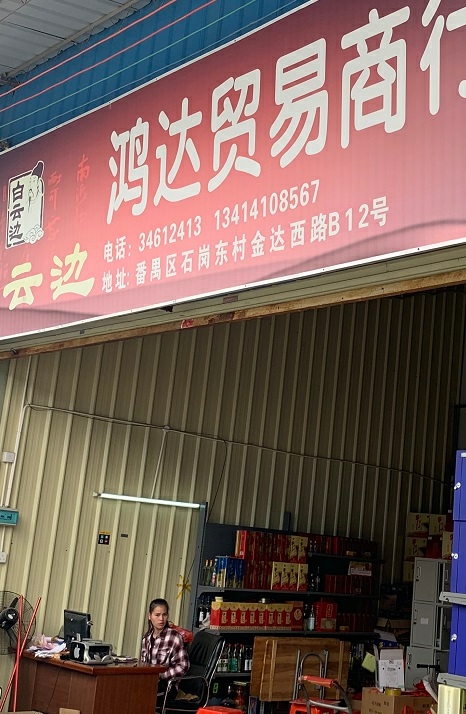 鸿达贸易商行
白云边
云边
电话: 34612413 13414108567
地址: 番禺区石岗东村金达西路B12号